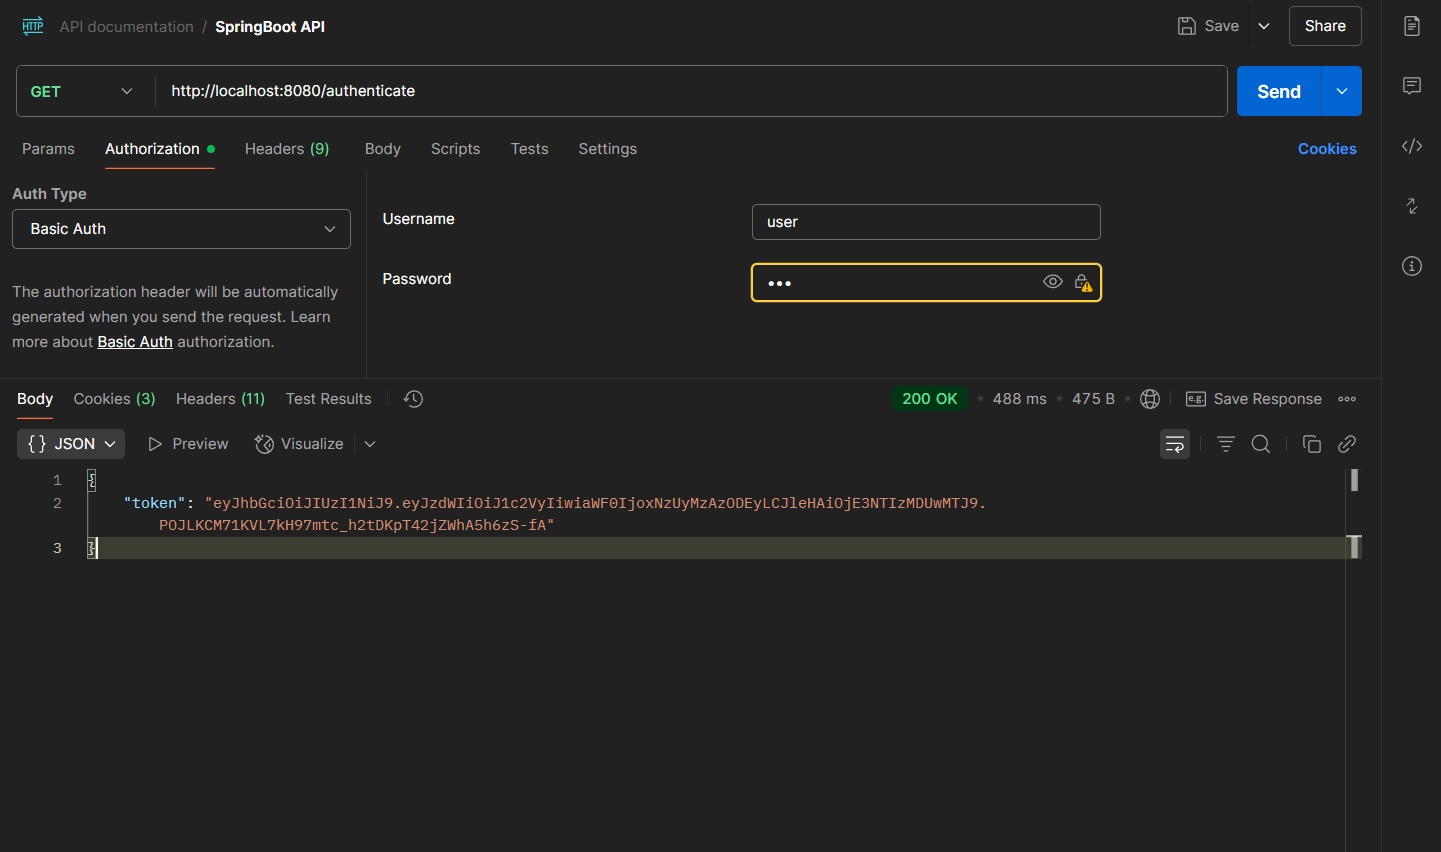 HTTP API documentation / SpringBoot API Save Share
GET http://localhost:8080/authenticate Send
Params Authorization Headers (9) Body Scripts Tests Settings Cookies
Auth Type
Basic Auth
The authorization header will be automatically
generated when you send the request. Learn
more about Basic Auth authorization.
Username user
Password •••
Body Cookies (3) Headers (11) Test Results 200 OK • 488 ms • 475 B • e.g. Save Response
{} JSON Preview Visualize
1 {
2 "token": "eyJhbGciOiJIUzI1NiJ9.eyJzdWIiOiJ1c2VyIiwiaWF0IjoxNzUyMzAzODEyLCJleHAiOjE3NTIzMDUwMTJ9.
POJLKCM71KVL7kH97mtc_h2tDKpT42jZWhA5h6zS-fA"
3 }